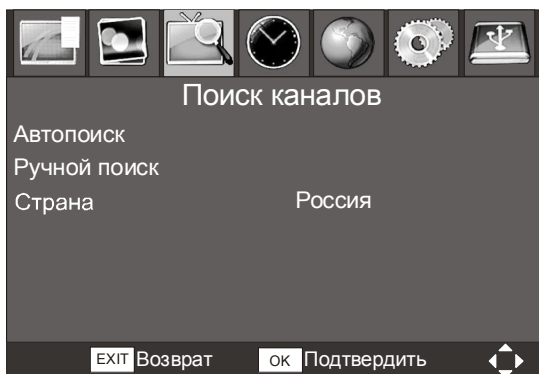 Поиск каналов
Автопоиск
Ручной поиск
Страна Россия
EXIT Возврат OK Подтвердить